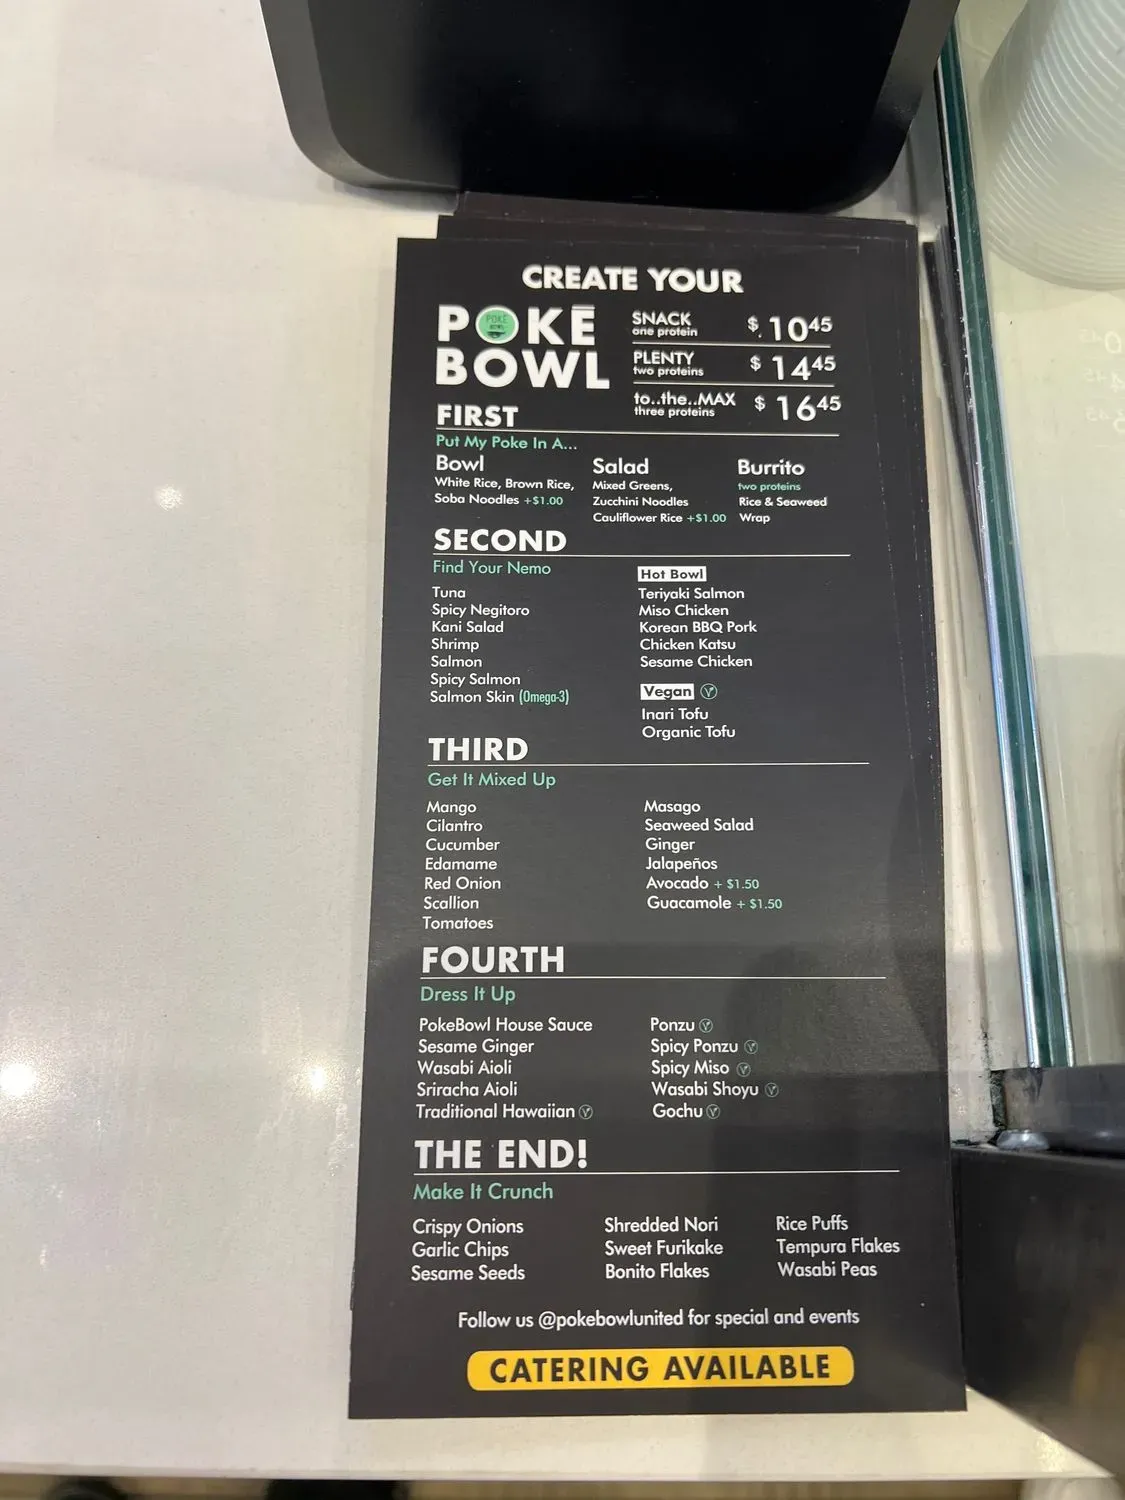 CREATE YOUR
POKĒ
BOWL
SNACK $ 10 45
one protein
PLENTY $ 14 45
two proteins
to..the..MAX $ 16 45
three proteins
FIRST
Put My Poke In A...
Bowl
White Rice, Brown Rice,
Soba Noodles +$1.00
Salad
Mixed Greens,
Zucchini Noodles
Cauliflower Rice +$1.00
Burrito
two proteins
Rice & Seaweed
Wrap
SECOND
Find Your Nemo
Tuna
Spicy Negitoro
Kani Salad
Shrimp
Salmon
Spicy Salmon
Salmon Skin (Omega-3)
Hot Bowl
Teriyaki Salmon
Miso Chicken
Korean BBQ Pork
Chicken Katsu
Sesame Chicken
Vegan V
Inari Tofu
Organic Tofu
THIRD
Get It Mixed Up
Mango
Cilantro
Cucumber
Edamame
Red Onion
Scallion
Tomatoes
Masago
Seaweed Salad
Ginger
Jalapeños
Avocado + $1.50
Guacamole + $1.50
FOURTH
Dress It Up
PokeBowl House Sauce
Sesame Ginger
Wasabi Aioli
Sriracha Aioli
Traditional Hawaiian V
Ponzu V
Spicy Ponzu V
Spicy Miso V
Wasabi Shoyu V
Gochu V
THE END!
Make It Crunch
Crispy Onions
Garlic Chips
Sesame Seeds
Shredded Nori
Sweet Furikake
Bonito Flakes
Rice Puffs
Tempura Flakes
Wasabi Peas
Follow us @pokebowlunited for special and events
CATERING AVAILABLE